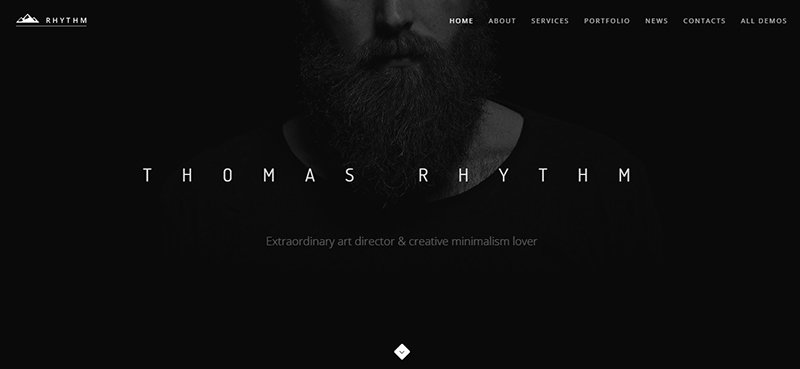 RHYTHM
HOME ABOUT SERVICES PORTFOLIO NEWS CONTACTS ALL DEMOS
THOMAS RHYTHM
Extraordinary art director & creative minimalism lover